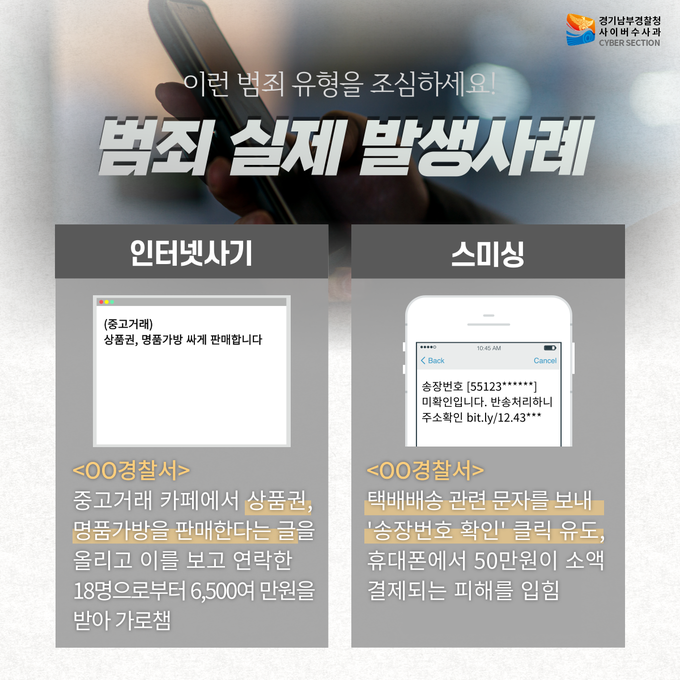 경기남부경찰청
사이버수사과
CYBER SECTION
이런 범죄 유형을 조심하세요!
범죄 실제 발생사례
인터넷사기
(중고거래)
상품권, 명품가방 싸게 판매합니다
<OO경찰서>
중고거래 카페에서 상품권,
명품가방을 판매한다는 글을
올리고 이를 보고 연락한
18명으로부터 6,500여 만원을
받아 가로챔
스미싱
10:45 AM
Back
Cancel
송장번호 [55123******]
미확인입니다. 반송처리하니
주소확인 bit.ly/12.43***
<OO경찰서>
택배배송 관련 문자를 보내
'송장번호 확인' 클릭 유도,
휴대폰에서 50만원이 소액
결제되는 피해를 입힘